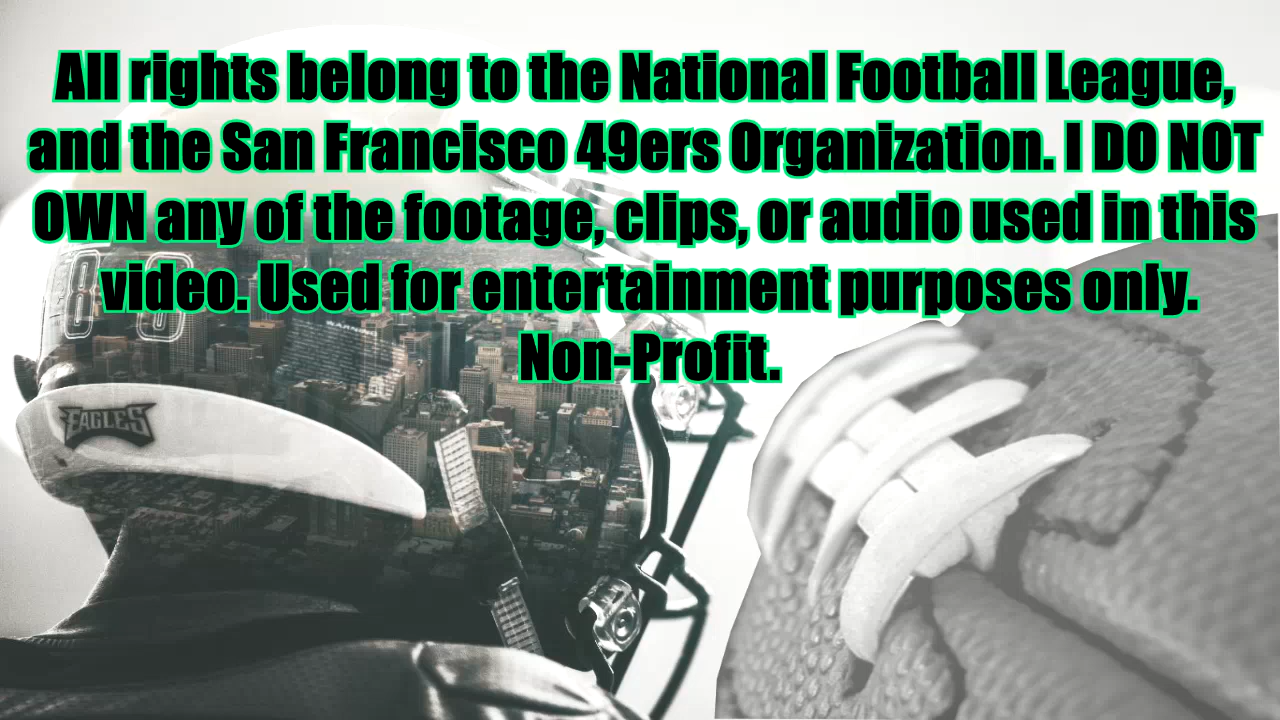 All rights belong to the National Football League,
and the San Francisco 49ers Organization. I DO NOT
OWN any of the footage, clips, or audio used in this
video. Used for entertainment purposes only.
Non-Profit.
WARNING
EAGLES